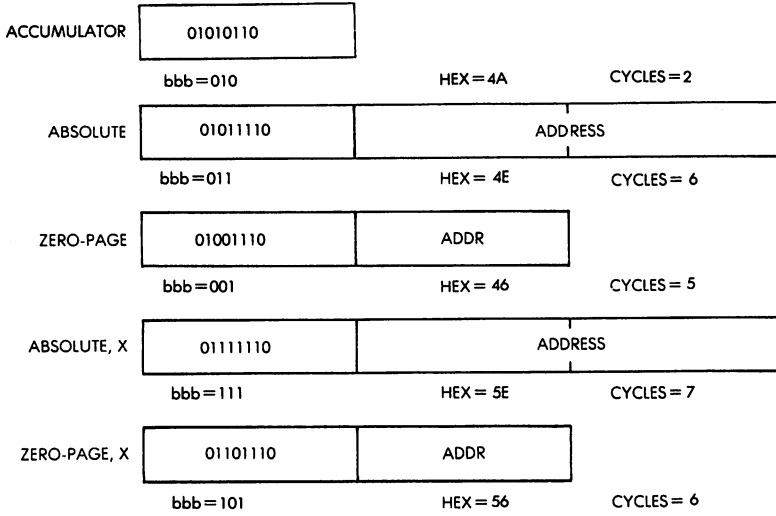 ACCUMULATOR 01010110
bbb=010 HEX=4A CYCLES=2
ABSOLUTE 01011110 ADDRESS
bbb=011 HEX= 4E CYCLES= 6
ZERO-PAGE 01001110 ADDR
bbb=001 HEX= 46 CYCLES= 5
ABSOLUTE, X 01111110 ADDRESS
bbb=111 HEX= 5E CYCLES=7
ZERO-PAGE, X 01101110 ADDR
bbb=101 HEX=56 CYCLES= 6